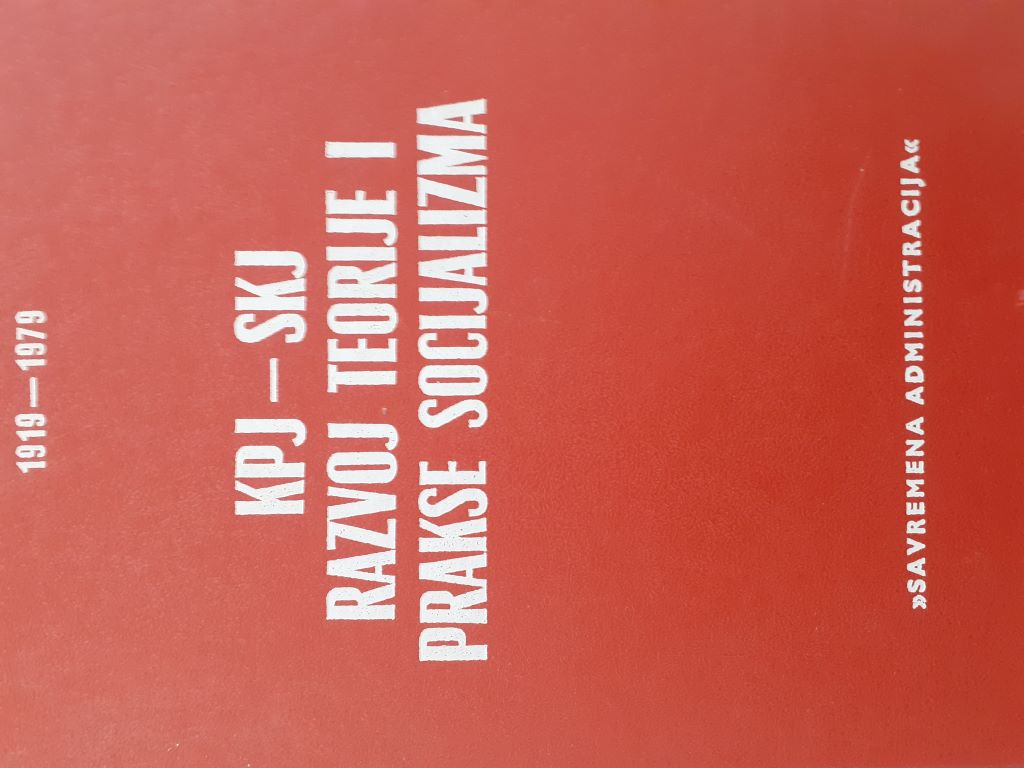 1919—1979
KPJ — SKJ
RAZVOJ TEORIJE I
PRAKSE SOCIJALIZMA
»SAVREMENA ADMINISTRACIJA«